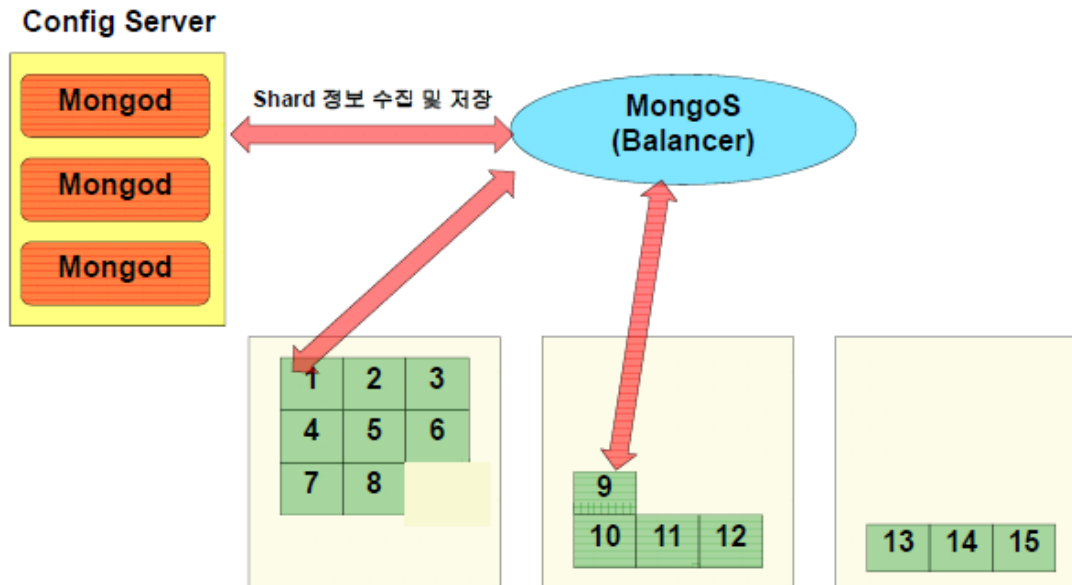 Config Server
Mongod
Mongod
Mongod
Shard 정보 수집 및 저장
MongoS
(Balancer)
1 2 3
4 5 6
7 8
9
10 11 12
13 14 15